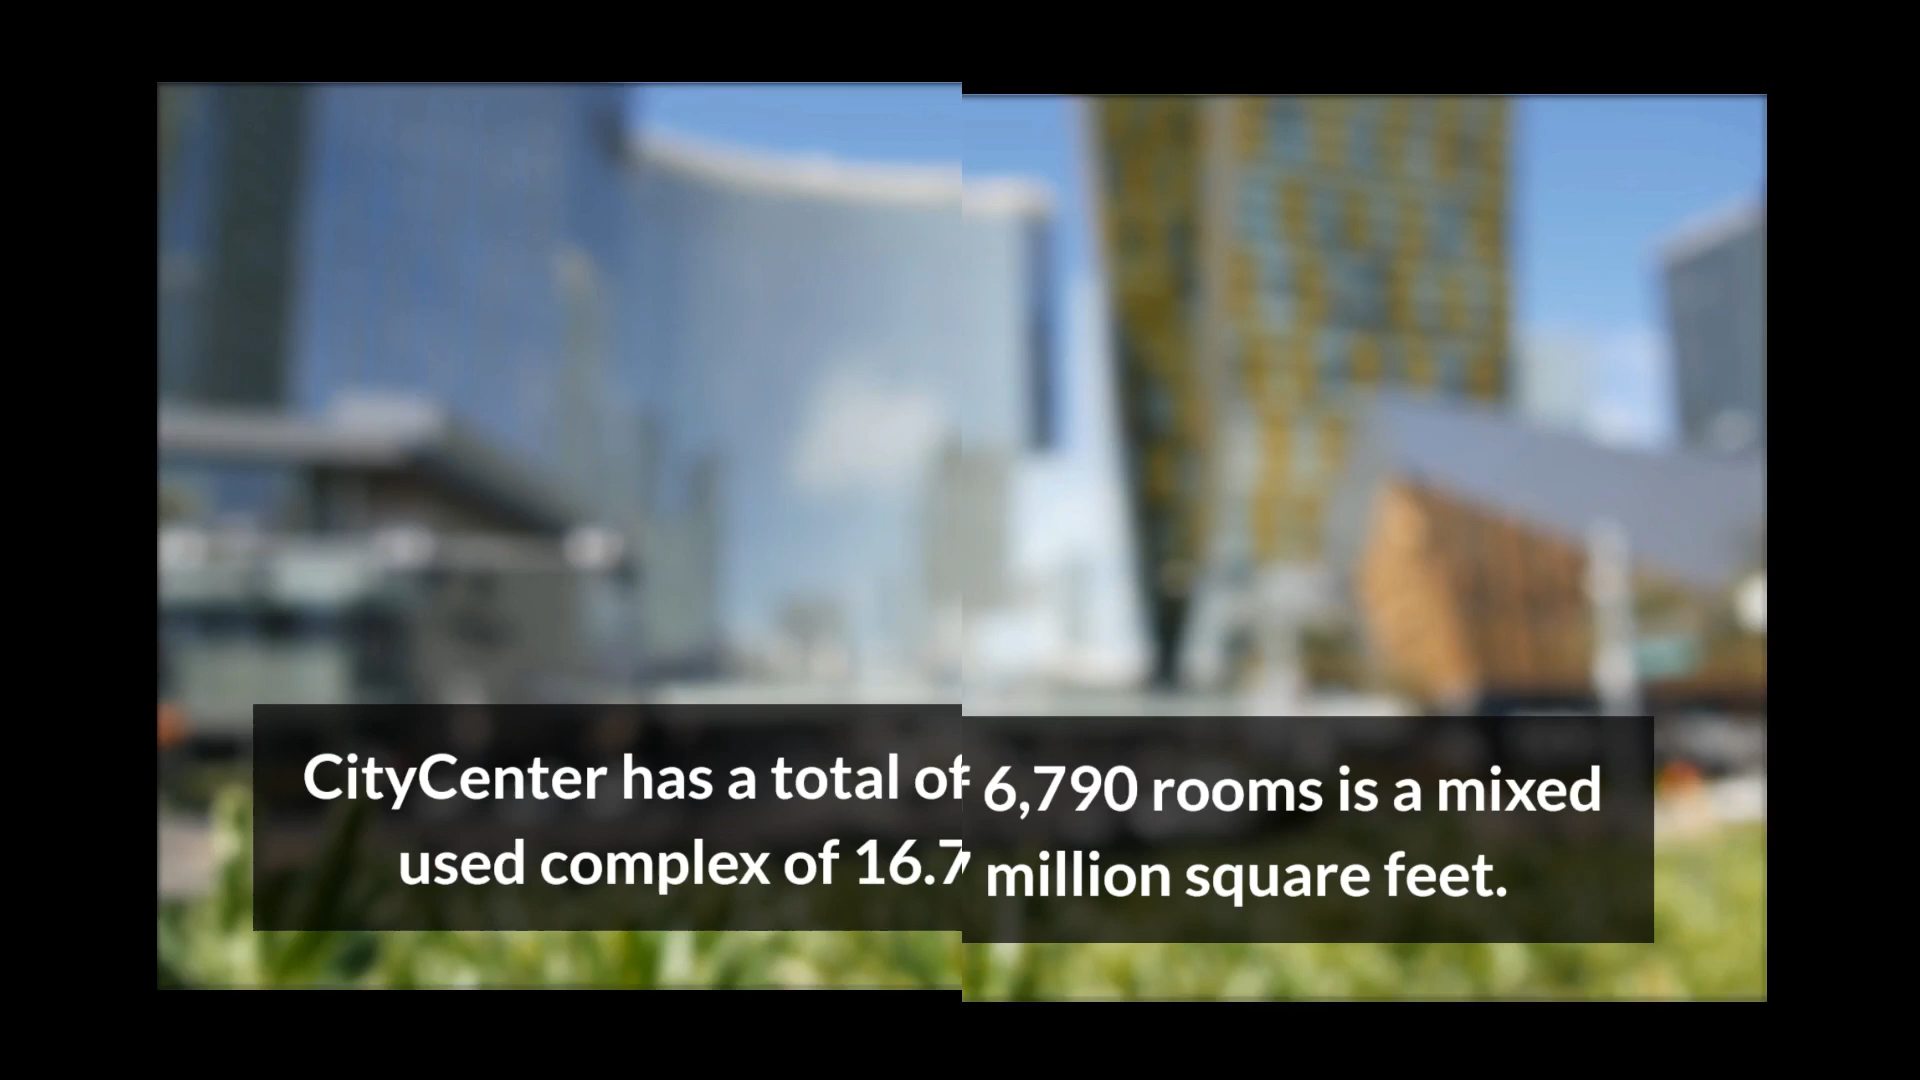 CityCenter has a total of 6,790 rooms is a mixed
used complex of 16.7 million square feet.